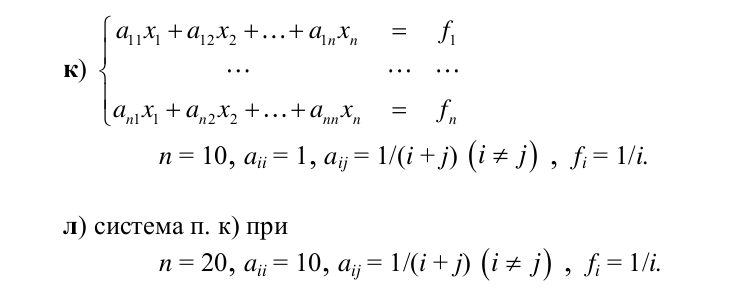 к) { a₁₁x₁ + a₁₂x₂ + … + a₁ₙxₙ = f₁
… … …
aₙ₁x₁ + aₙ₂x₂ + … + aₙₙxₙ = fₙ
n = 10, aᵢᵢ = 1, aᵢⱼ = 1/(i + j) (i ≠ j) , fᵢ = 1/i.
л) система п. к) при
n = 20, aᵢᵢ = 10, aᵢⱼ = 1/(i + j) (i ≠ j) , fᵢ = 1/i.